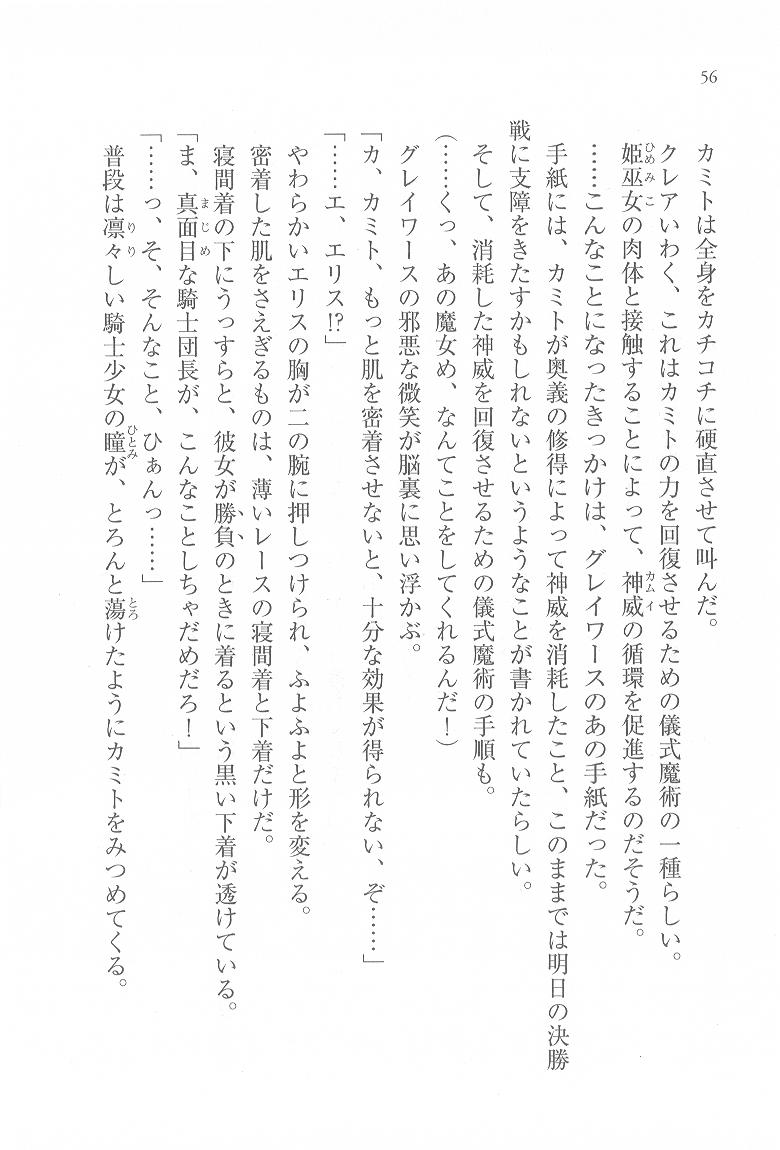 56
カミトは全身をカチコチに硬直させて叫んだ。
クレアいわく、これはカミトの力を回復させるための儀式魔術の一種らしい。
ひめみこ カムイ
姫巫女の肉体と接触することによって、神威の循環を促進するのだそうだ。
……こんなことになったきっかけは、グレイワースのあの手紙だった。
手紙には、カミトが奥義の修得によって神威を消耗したこと、このままでは明日の決勝
戦に支障をきたすかもしれないというようなことが書かれていたらしい。
そして、消耗した神威を回復させるための儀式魔術の手順も。
(……くっ、あの魔女め、なんてことをしてくれるんだ！)
グレイワースの邪悪な微笑が脳裏に思い浮かぶ。
「カ、カミト、もっと肌を密着させないと、十分な効果が得られない、ぞ……」
「……エ、エリス!?」
やわらかいエリスの胸が二の腕に押しつけられ、ふよふよと形を変える。
密着した肌をさえぎるものは、薄いレースの寝間着と下着だけだ。
寝間着の下にうっすらと、彼女が勝負のときに着るという黒い下着が透けている。
まじめ
「ま、真面目な騎士団長が、こんなことしちゃだめだろ！」
「……っ、そ、そんなこと、ひぁんっ……」
りり ひとみ とろ
普段は凛々しい騎士少女の瞳が、とろんと蕩けたようにカミトをみつめてくる。